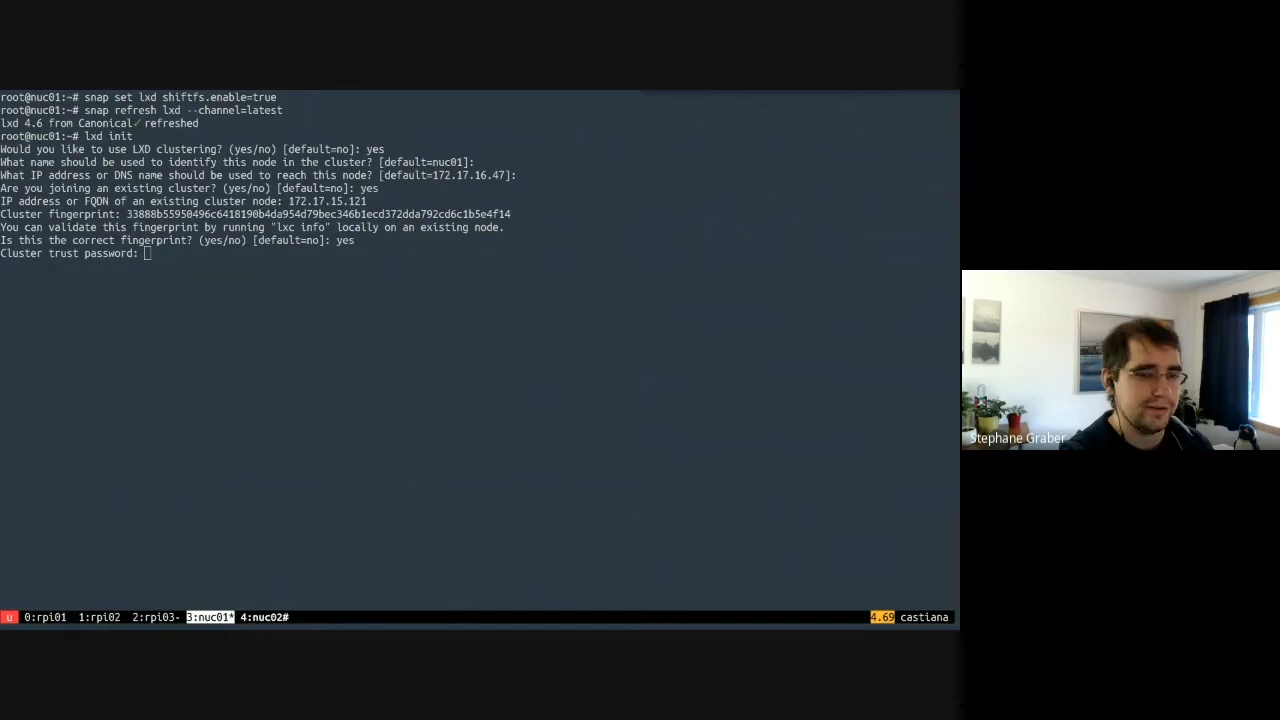 root@nuc01:~# snap set lxd shiftfs.enable=true
root@nuc01:~# snap refresh lxd --channel=latest
lxd 4.6 from Canonical✓ refreshed
root@nuc01:~# lxd init
Would you like to use LXD clustering? (yes/no) [default=no]: yes
What name should be used to identify this node in the cluster? [default=nuc01]:
What IP address or DNS name should be used to reach this node? [default=172.17.16.47]:
Are you joining an existing cluster? (yes/no) [default=no]: yes
IP address or FQDN of an existing cluster node: 172.17.15.121
Cluster fingerprint: 33888b55950496c6418190b4da954d79bec346b1ecd372dda792cd6c1b5e4f14
You can validate this fingerprint by running "lxc info" locally on an existing node.
Is this the correct fingerprint? (yes/no) [default=no]: yes
Cluster trust password:
Stephane Graber
u 0:rpi01 1:rpi02 2:rpi03- 3:nuc01* 4:nuc02# 4.69 castiana